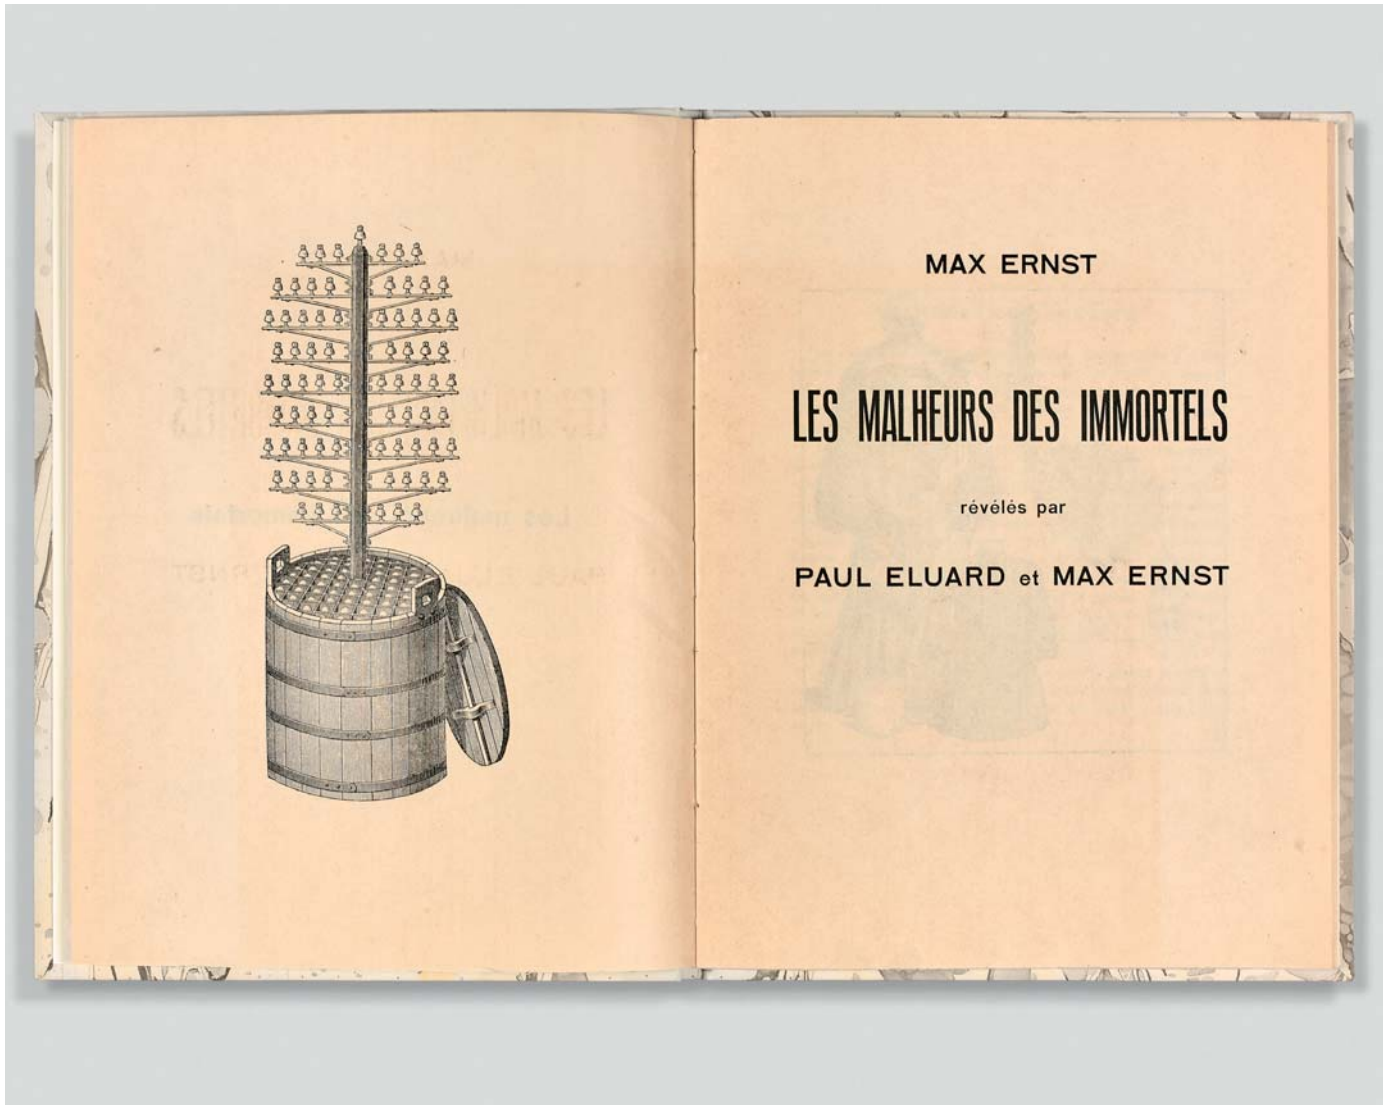 MAX ERNST
LES MALHEURS DES IMMORTELS
révélés par
PAUL ELUARD et MAX ERNST